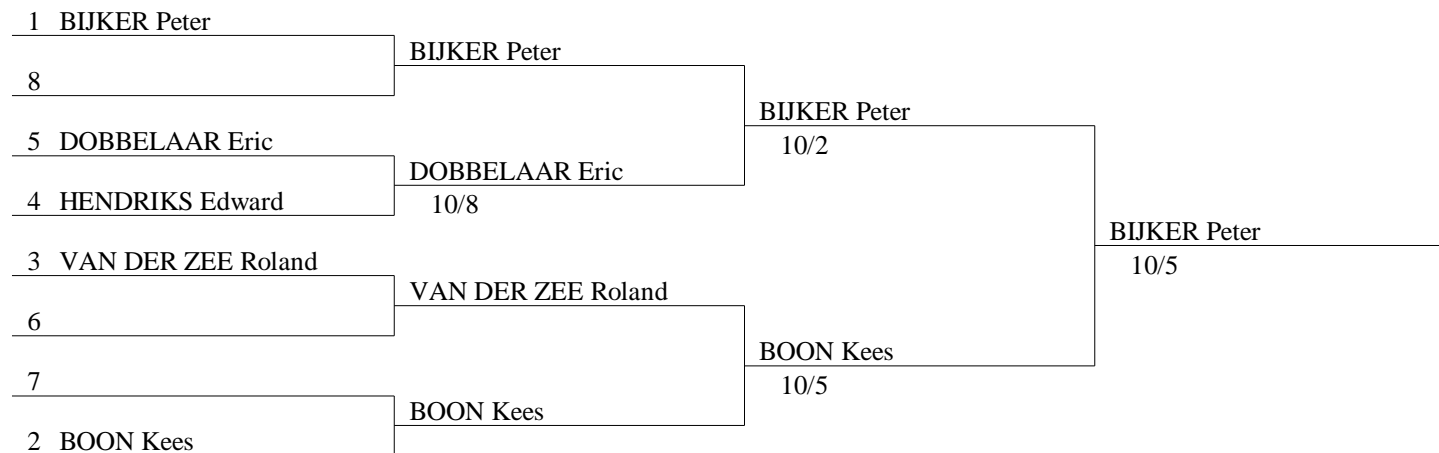 1 BIJKER Peter
BIJKER Peter
8
BIJKER Peter
10/2
5 DOBBELAAR Eric
DOBBELAAR Eric
10/8
4 HENDRIKS Edward
BIJKER Peter
10/5
3 VAN DER ZEE Roland
VAN DER ZEE Roland
6
BOON Kees
10/5
7
BOON Kees
2 BOON Kees